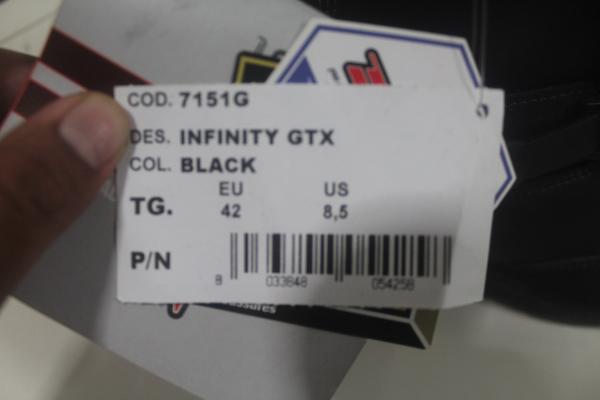 COD. 7151G
DES. INFINITY GTX
COL. BLACK
EU US
TG. 42 8,5
P/N
8 033848 054258